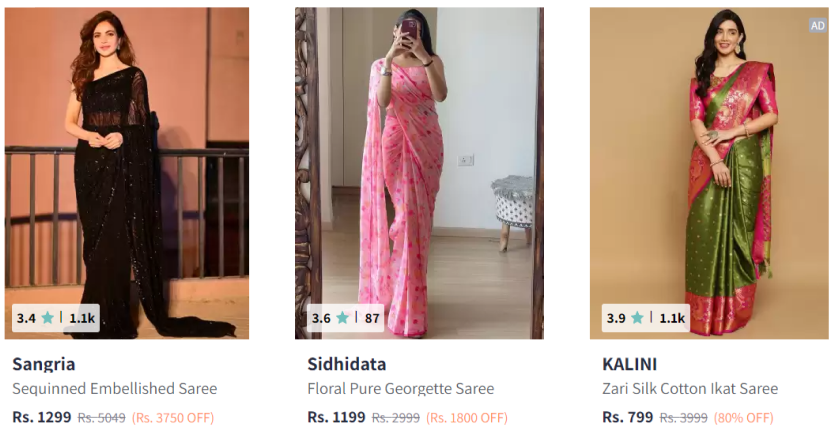 AD
3.4 ★ | 1.1k
3.6 ★ | 87
3.9 ★ | 1.1k
Sangria
Sequinned Embellished Saree
Rs. 1299 Rs. 5049 (Rs. 3750 OFF)
Sidhidata
Floral Pure Georgette Saree
Rs. 1199 Rs. 2999 (Rs. 1800 OFF)
KALINI
Zari Silk Cotton Ikat Saree
Rs. 799 Rs. 3999 (80% OFF)